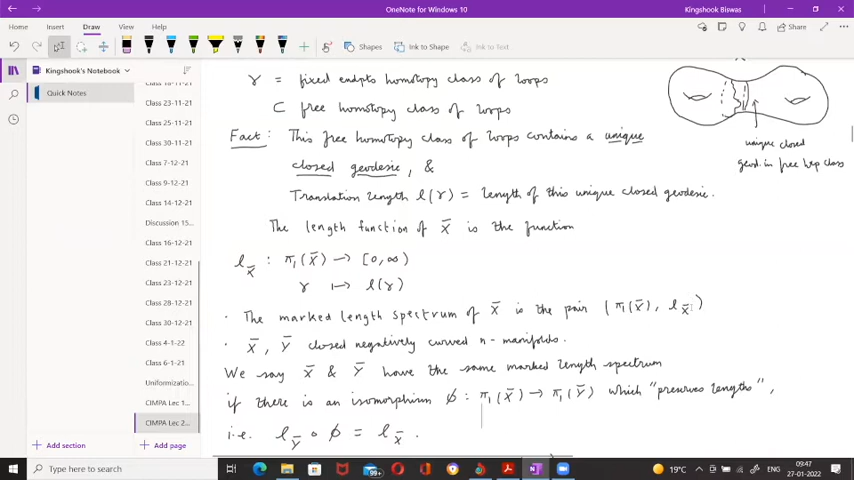 OneNote for Windows 10
Kingshook Biswas
Home Insert Draw View Help
Share
Shapes
Ink to Shape
Ink to Text
Kingshook's Notebook
Quick Notes
Class 23-11-21
Class 25-11-21
Class 30-11-21
Class 7-12-21
Class 9-12-21
Class 14-12-21
Discussion 15...
Class 16-12-21
Class 21-12-21
Class 23-12-21
Class 28-12-21
Class 30-12-21
Class 4-1-22
Class 6-1-21
Uniformizatio...
CIMPA Lec 1...
CIMPA Lec 2...
Add section
Add page
γ = fixed endpts homotopy class of loops
⊂ free homotopy class of loops
Fact: This free homotopy class of loops contains a unique
closed geodesic, &
Translation length l(γ) = length of this unique closed geodesic.
unique closed
geod. in free htp class
The length function of X̄ is the function
l_X̄ : π₁(X̄) → [0,∞)
γ ↦ l(γ)
· The marked length spectrum of X̄ is the pair (π₁(X̄), l_X̄)
· X̄, Ȳ closed negatively curved n-manifolds.
We say X̄ & Ȳ have the same marked length spectrum
if there is an isomorphism φ: π₁(X̄) → π₁(Ȳ) which "preserves lengths",
i.e. l_Ȳ ∘ φ = l_X̄ .
Type here to search
99+
19°C
ENG
09:47
27-01-2022